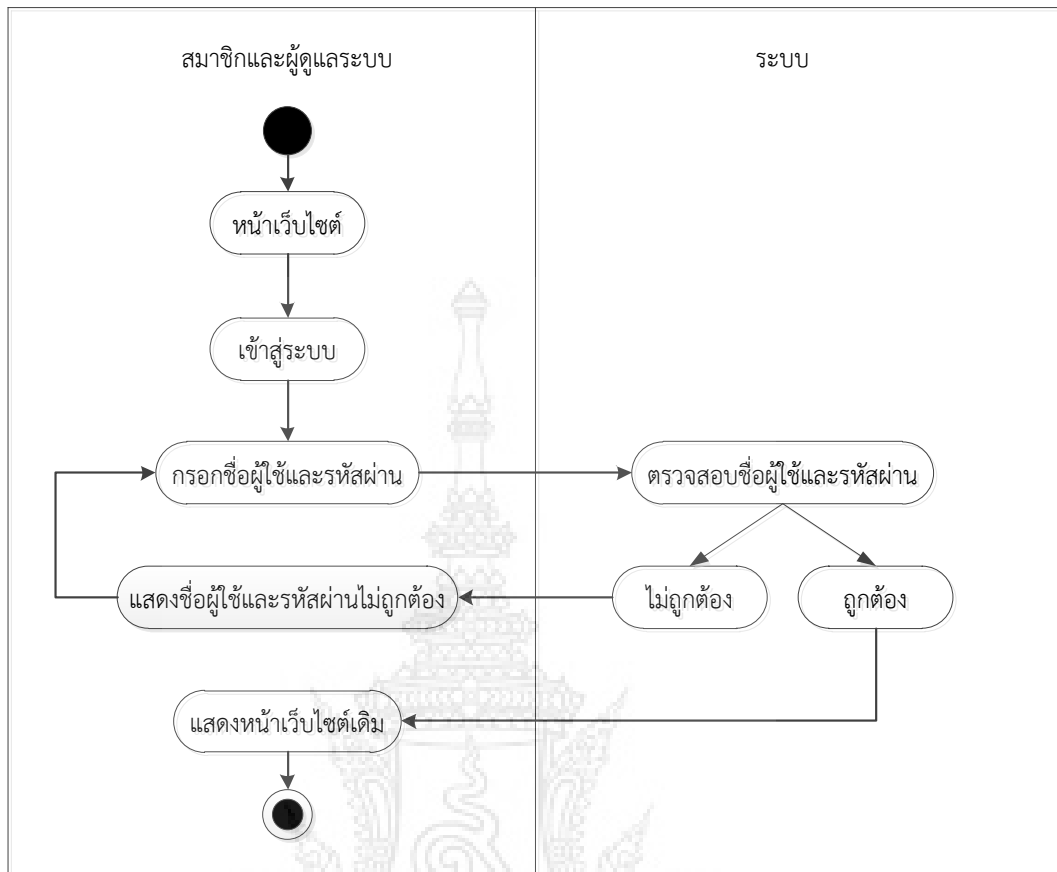 สมาชิกและผู้ดูแลระบบ
ระบบ
หน้าเว็บไซต์
เข้าสู่ระบบ
กรอกชื่อผู้ใช้และรหัสผ่าน
ตรวจสอบชื่อผู้ใช้และรหัสผ่าน
แสดงชื่อผู้ใช้และรหัสผ่านไม่ถูกต้อง
ไม่ถูกต้อง
ถูกต้อง
แสดงหน้าเว็บไซต์เดิม